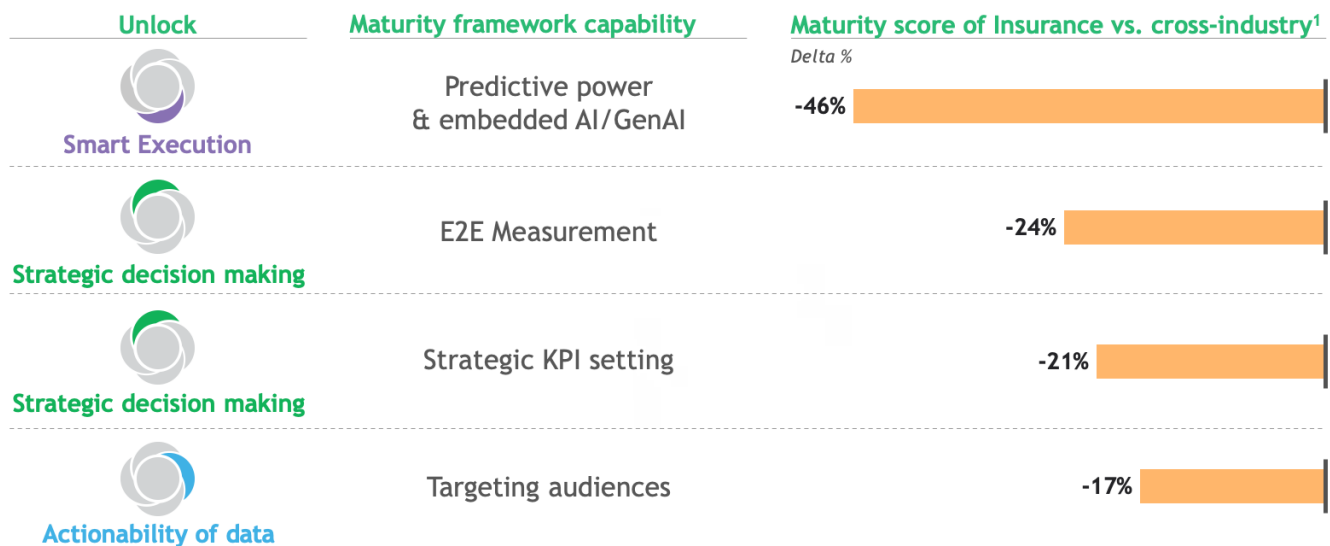 Unlock
Maturity framework capability
Maturity score of Insurance vs. cross-industry¹
Delta %
Smart Execution
Predictive power
& embedded AI/GenAI
-46%
Strategic decision making
E2E Measurement
-24%
Strategic decision making
Strategic KPI setting
-21%
Actionability of data
Targeting audiences
-17%